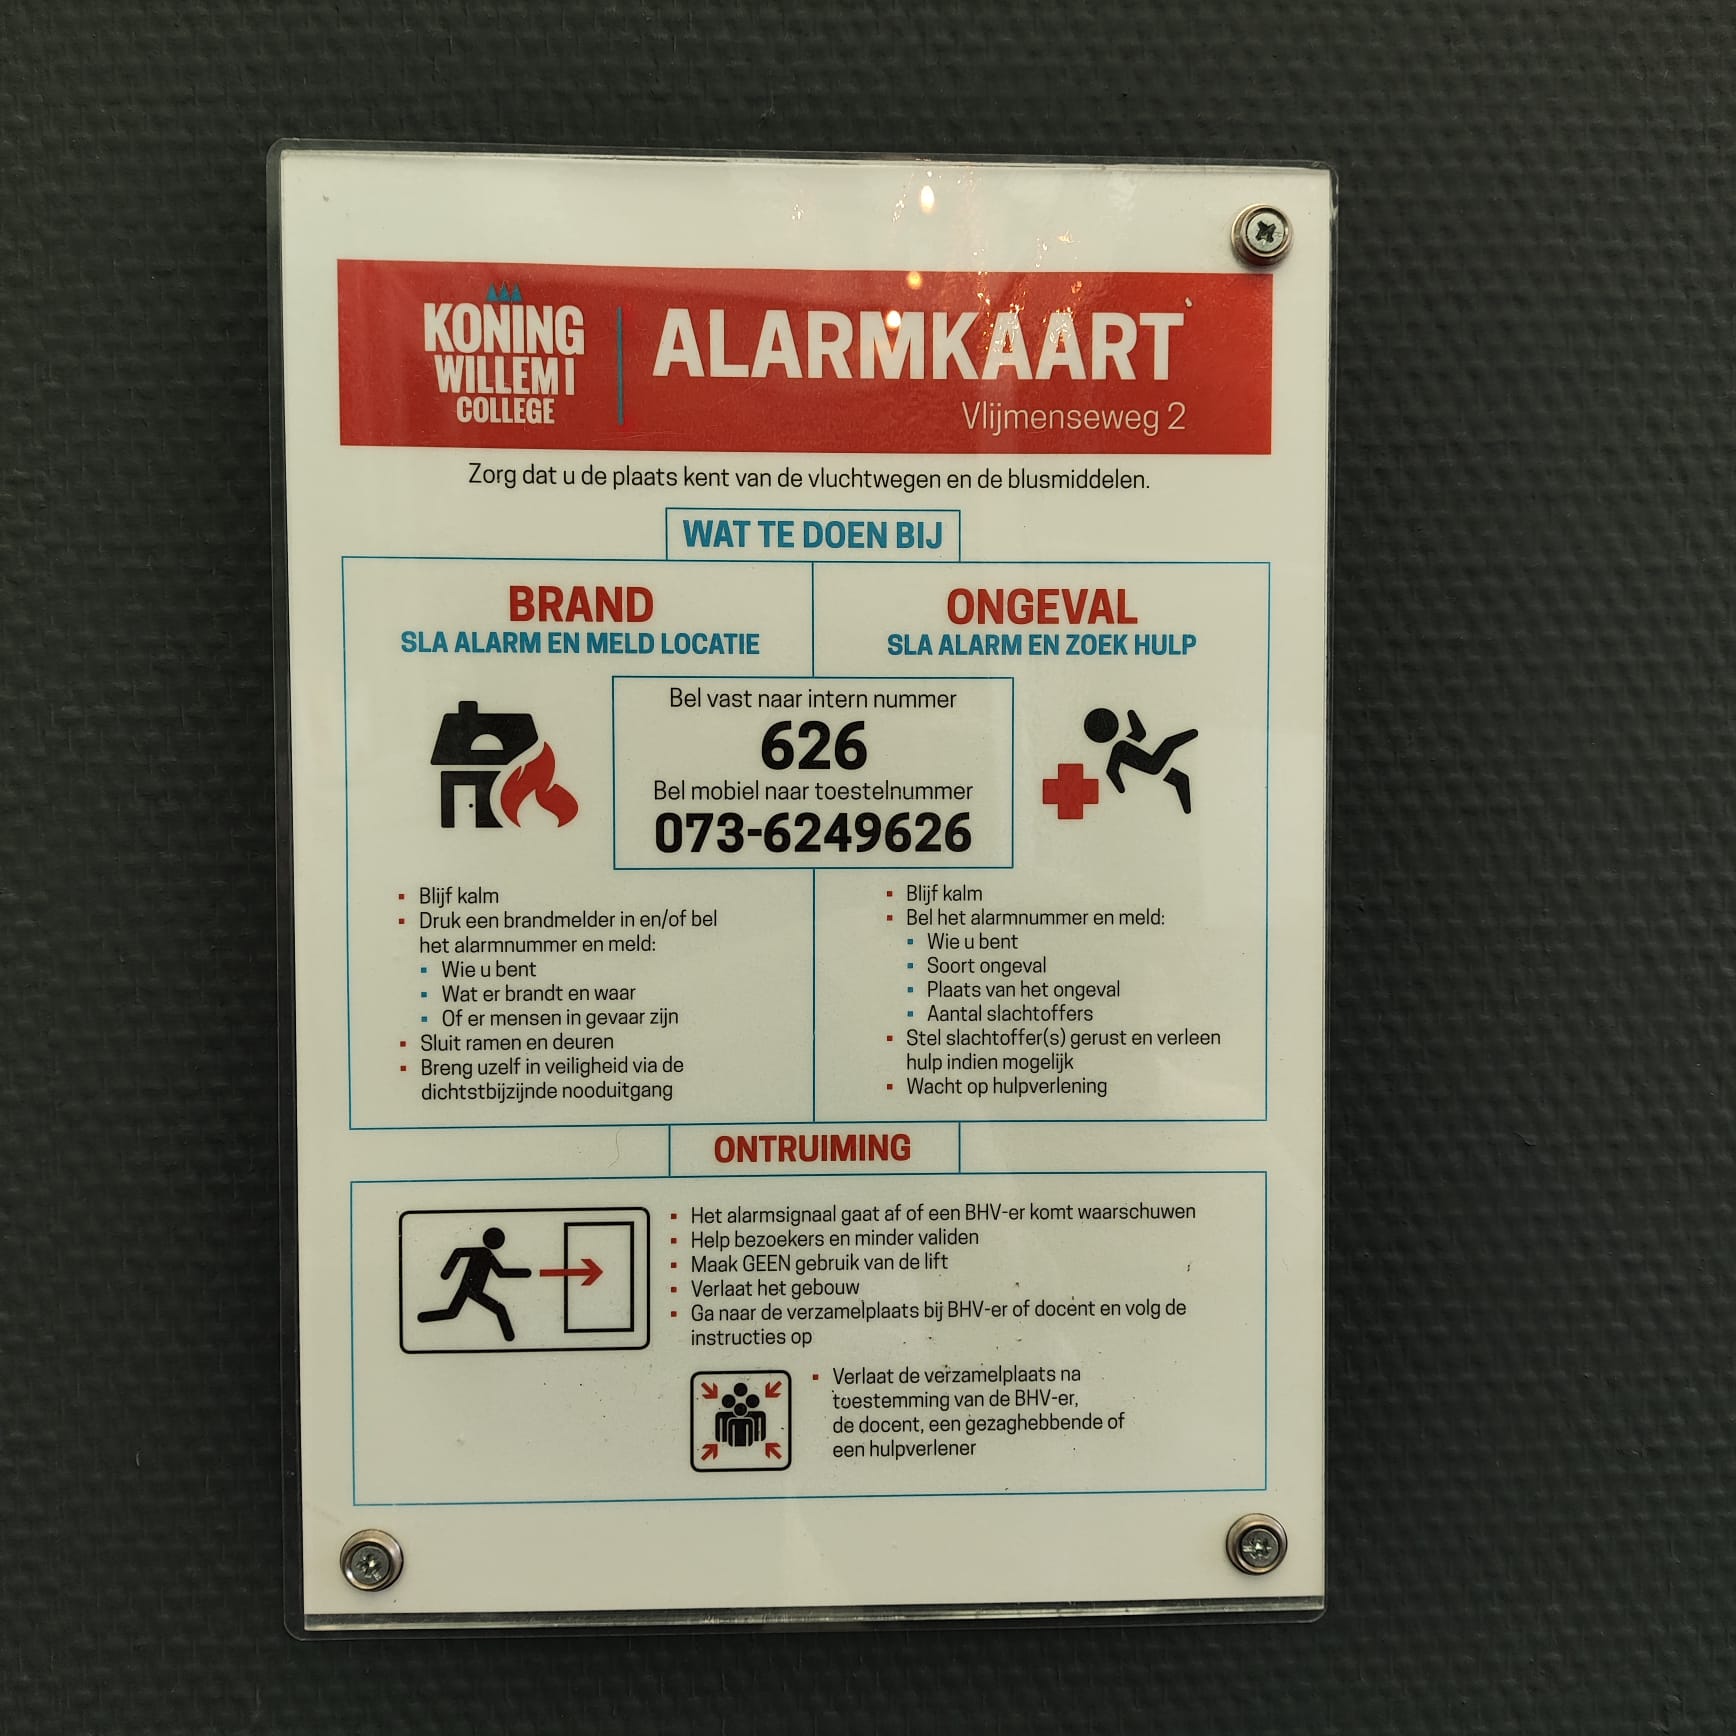 KONING
WILLEM I
COLLEGE
ALARMKAART
Vlijmenseweg 2
Zorg dat u de plaats kent van de vluchtwegen en de blusmiddelen.
WAT TE DOEN BIJ
BRAND
SLA ALARM EN MELD LOCATIE
ONGEVAL
SLA ALARM EN ZOEK HULP
Bel vast naar intern nummer
626
Bel mobiel naar toestelnummer
073-6249626
▪ Blijf kalm
▪ Druk een brandmelder in en/of bel
het alarmnummer en meld:
▪ Wie u bent
▪ Wat er brandt en waar
▪ Of er mensen in gevaar zijn
▪ Sluit ramen en deuren
▪ Breng uzelf in veiligheid via de
dichtstbijzijnde nooduitgang
▪ Blijf kalm
▪ Bel het alarmnummer en meld:
▪ Wie u bent
▪ Soort ongeval
▪ Plaats van het ongeval
▪ Aantal slachtoffers
▪ Stel slachtoffer(s) gerust en verleen
hulp indien mogelijk
▪ Wacht op hulpverlening
ONTRUIMING
▪ Het alarmsignaal gaat af of een BHV-er komt waarschuwen
▪ Help bezoekers en minder validen
▪ Maak GEEN gebruik van de lift
▪ Verlaat het gebouw
▪ Ga naar de verzamelplaats bij BHV-er of docent en volg de
instructies op
▪ Verlaat de verzamelplaats na
toestemming van de BHV-er,
de docent, een gezaghebbende of
een hulpverlener